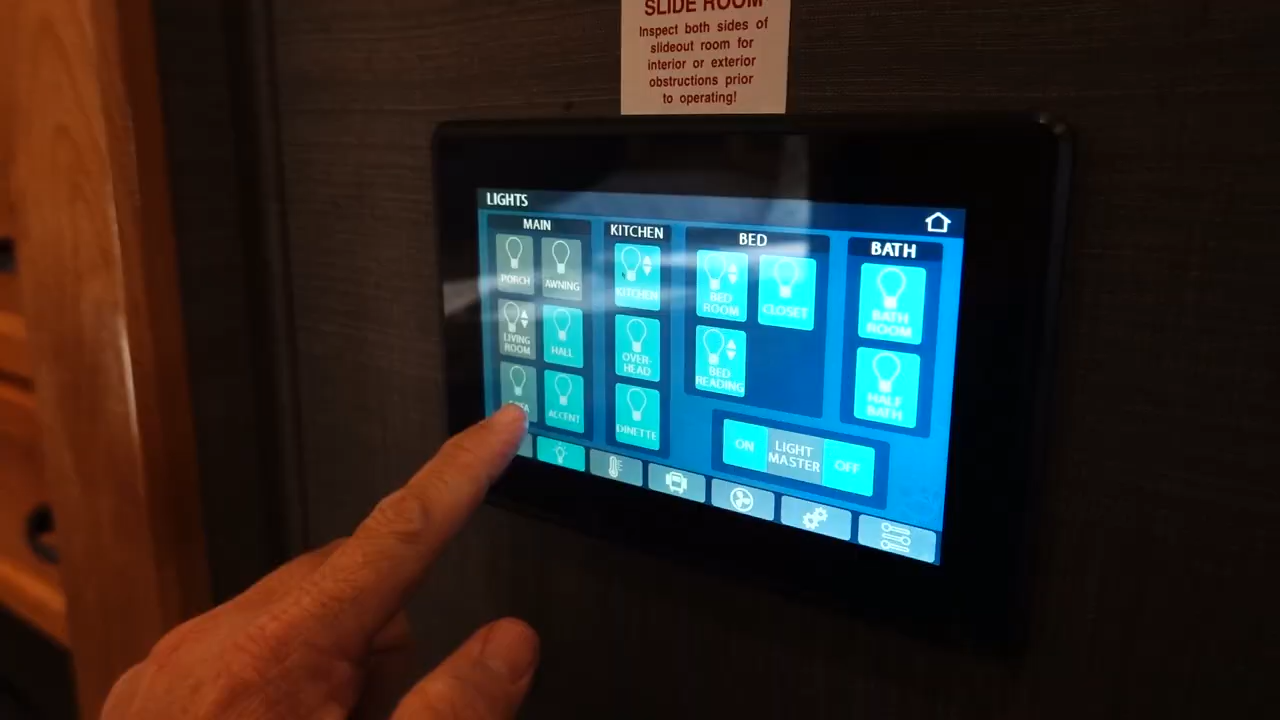 SLIDE ROOM
Inspect both sides of
slideout room for
interior or exterior
obstructions prior
to operating!
LIGHTS
MAIN
PORCH
AWNING
LIVING
ROOM
HALL
ACCENT
KITCHEN
KITCHEN
OVER-
HEAD
DINETTE
BED
BED
ROOM
CLOSET
BED
READING
BATH
BATH
ROOM
HALF
BATH
ON
LIGHT
MASTER
OFF